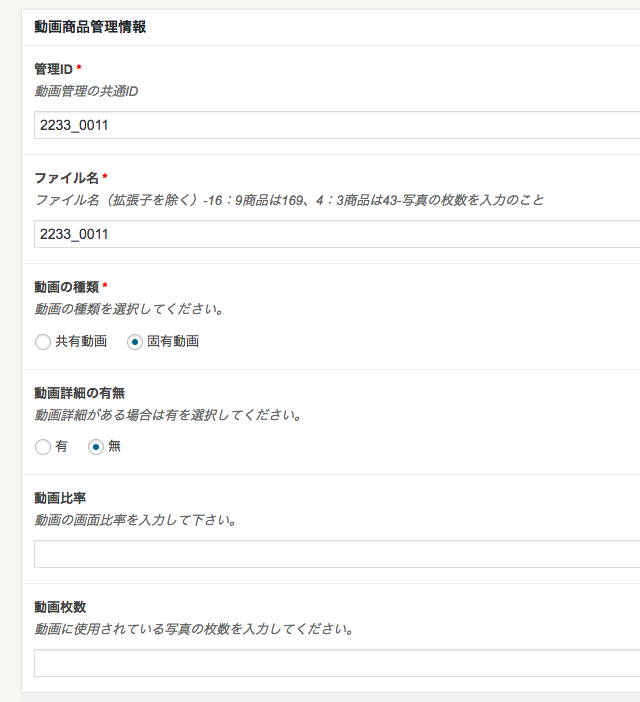 動画商品管理情報
管理ID *
動画管理の共通ID
2233_0011
ファイル名 *
ファイル名（拡張子を除く）-16：9商品は169、4：3商品は43-写真の枚数を入力のこと
2233_0011
動画の種類 *
動画の種類を選択してください。
共有動画 固有動画
動画詳細の有無
動画詳細がある場合は有を選択してください。
有 無
動画比率
動画の画面比率を入力して下さい。
動画枚数
動画に使用されている写真の枚数を入力してください。